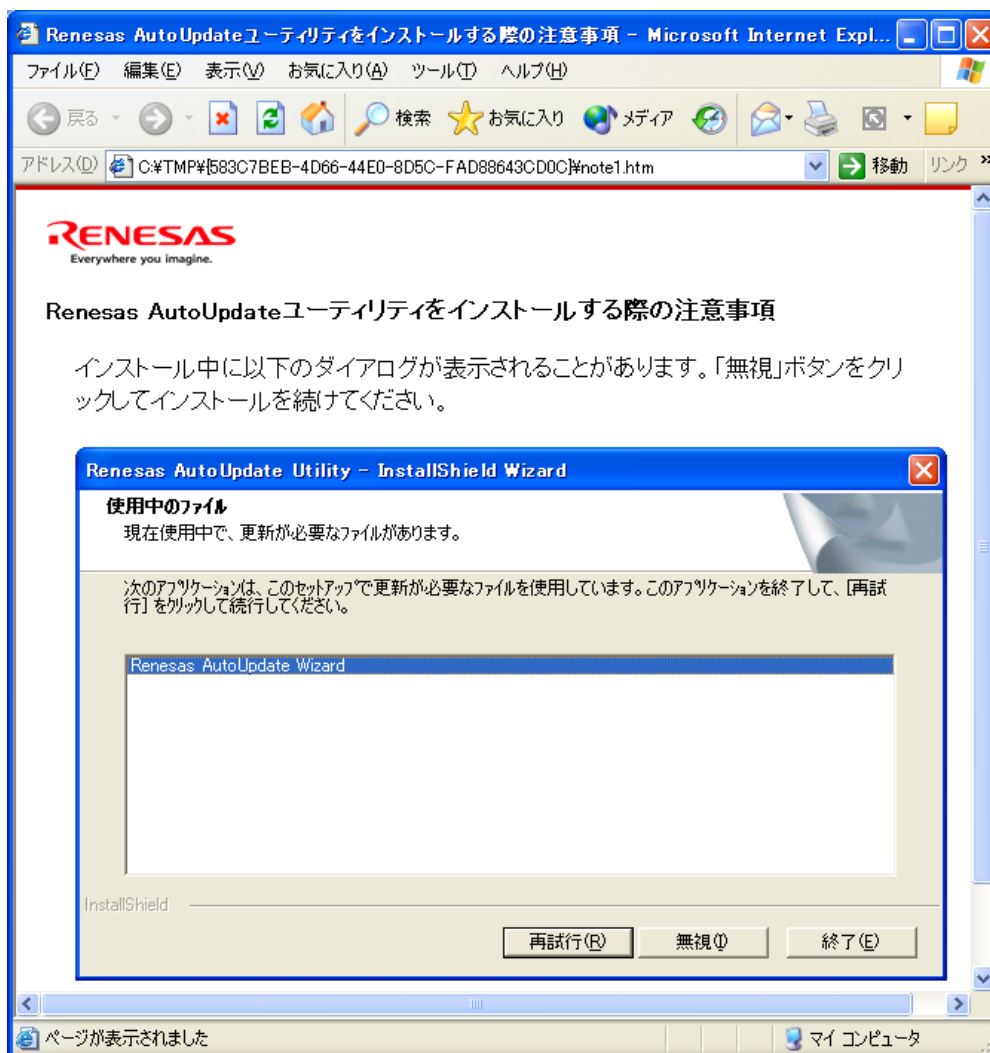 Renesas AutoUpdateユーティリティをインストールする際の注意事項 - Microsoft Internet Expl...
ファイル(F) 編集(E) 表示(V) お気に入り(A) ツール(T) ヘルプ(H)
戻る 検索 お気に入り メディア
アドレス(D) C:¥TMP¥{583C7BEB-4D66-44E0-8D5C-FAD88643CD0C}¥note1.htm 移動 リンク »
RENESAS
Everywhere you imagine.
Renesas AutoUpdateユーティリティをインストールする際の注意事項
インストール中に以下のダイアログが表示されることがあります。「無視」ボタンをクリ
ックしてインストールを続けてください。
Renesas AutoUpdate Utility - InstallShield Wizard
使用中のファイル
現在使用中で、更新が必要なファイルがあります。
次のアプリケーションは、このセットアップで更新が必要なファイルを使用しています。このアプリケーションを終了して、[再試
行] をクリックして続行してください。
Renesas AutoUpdate Wizard
InstallShield
再試行(R) 無視(I) 終了(E)
ページが表示されました マイ コンピュータ